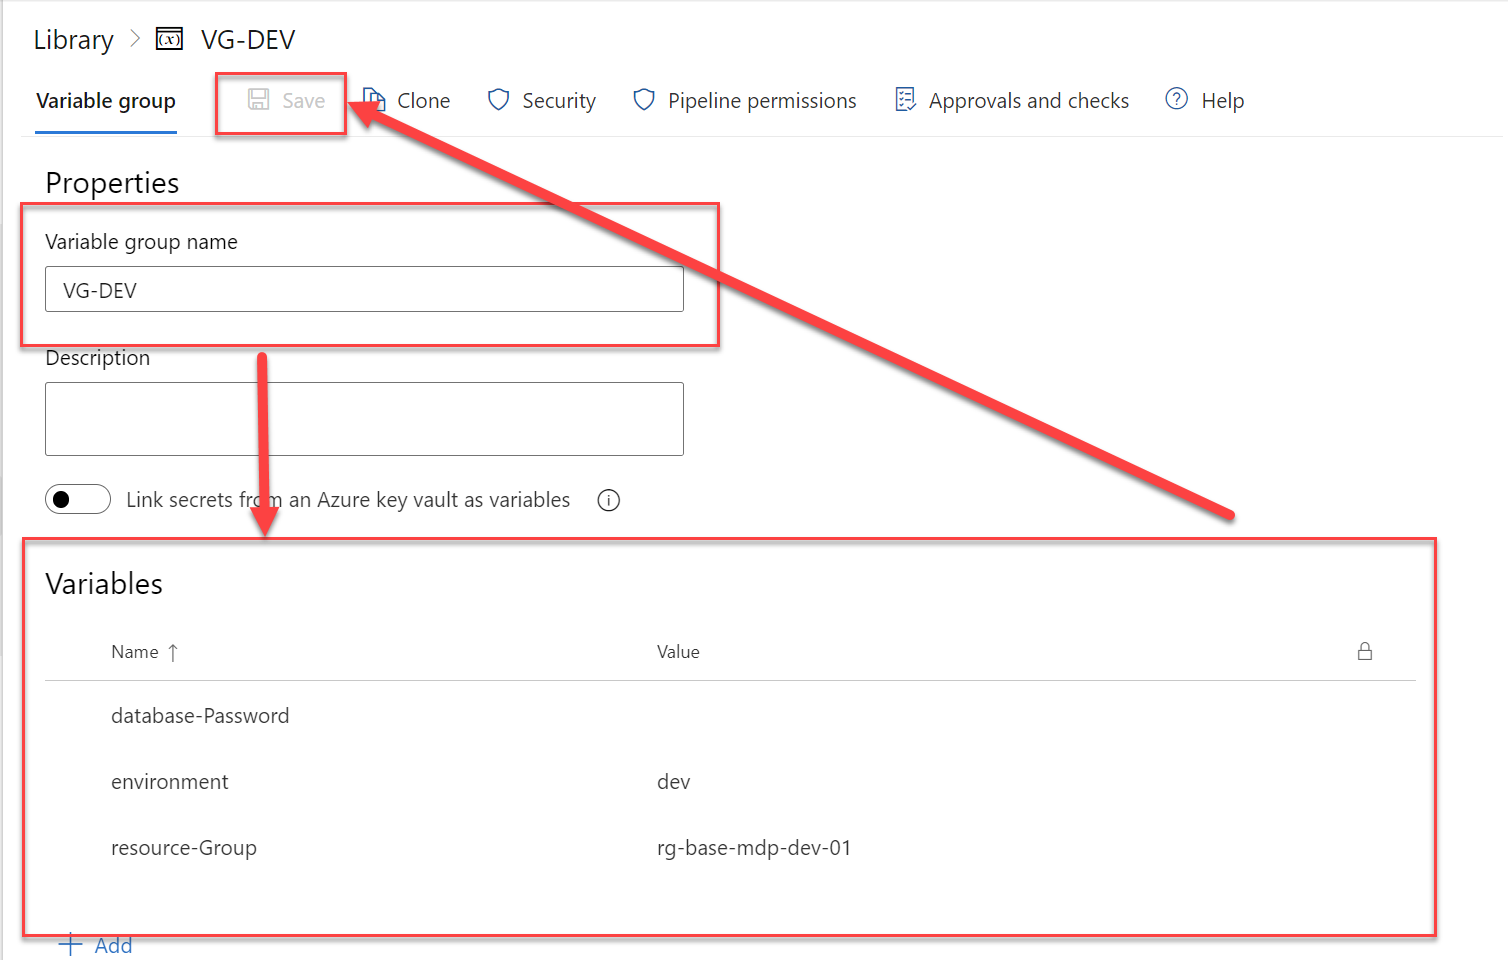 Library > VG-DEV
Variable group Save Clone Security Pipeline permissions Approvals and checks Help
Properties
Variable group name
VG-DEV
Description
Link secrets from an Azure key vault as variables
Variables
Name ↑ Value
database-Password
environment dev
resource-Group rg-base-mdp-dev-01
+ Add